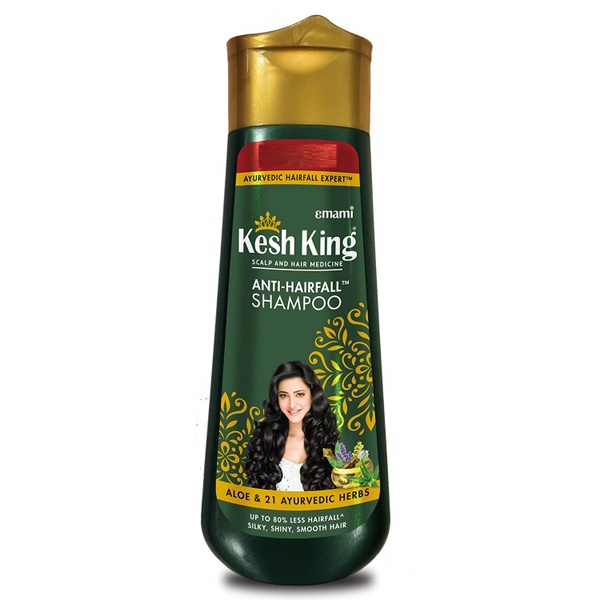 AYURVEDIC HAIRFALL EXPERT™
emami®
Kesh King®
SCALP AND HAIR MEDICINE
ANTI-HAIRFALL™
SHAMPOO
ALOE & 21 AYURVEDIC HERBS
UP TO 80% LESS HAIRFALL^
SILKY, SHINY, SMOOTH HAIR